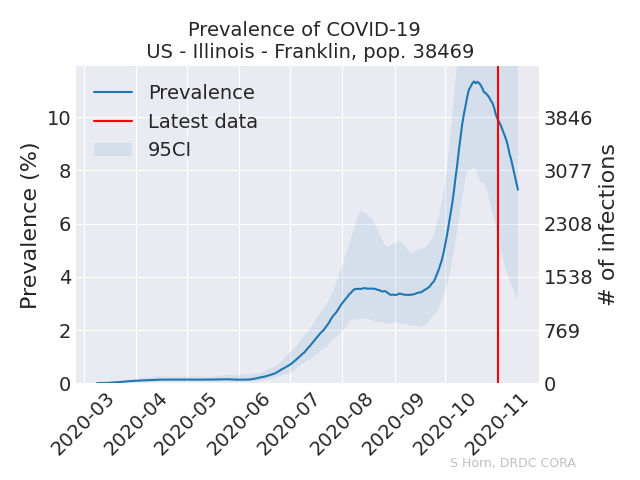 Prevalence of COVID-19
US - Illinois - Franklin, pop. 38469
Prevalence
Latest data
95CI
Prevalence (%)
10
8
6
4
2
0
3846
3077
2308
1538
769
0
# of infections
2020-03
2020-04
2020-05
2020-06
2020-07
2020-08
2020-09
2020-10
2020-11
S Horn, DRDC CORA